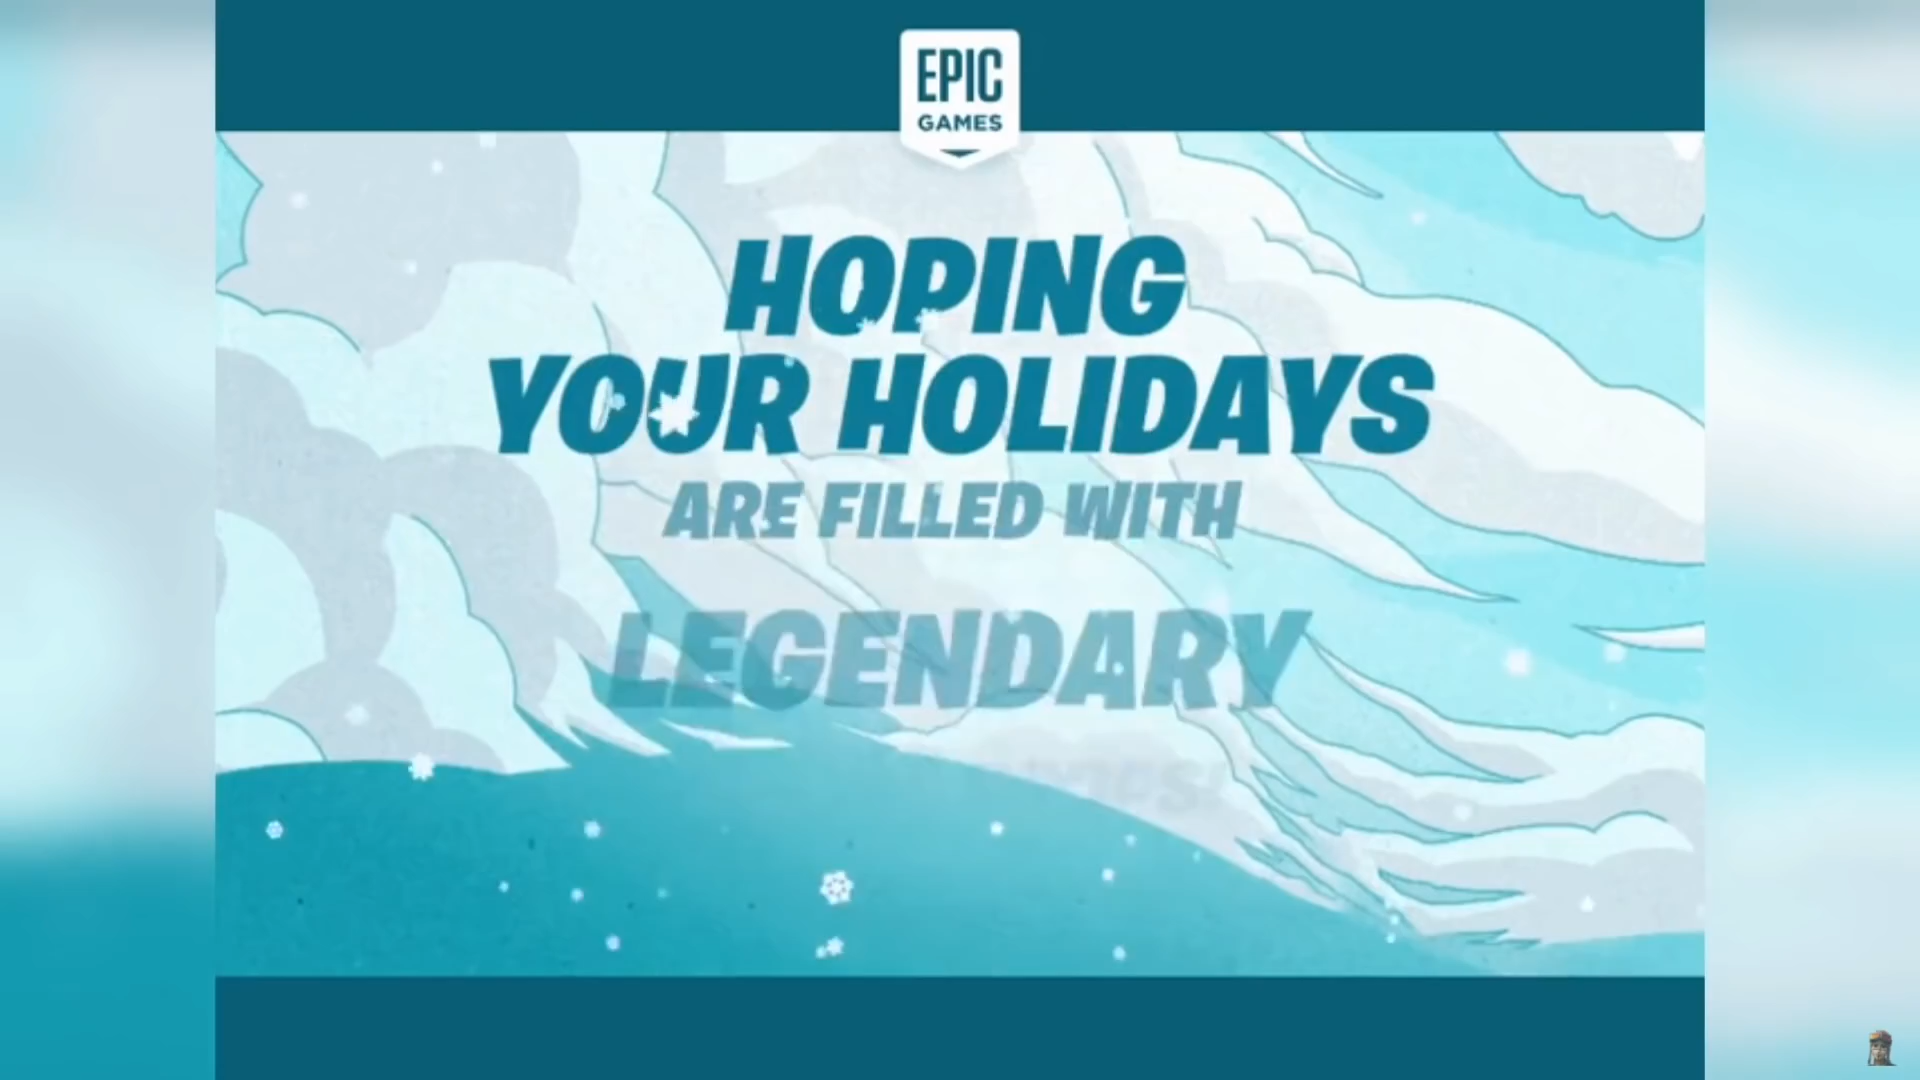 EPIC
GAMES
HOPING
YOUR HOLIDAYS
ARE FILLED WITH
LEGENDARY